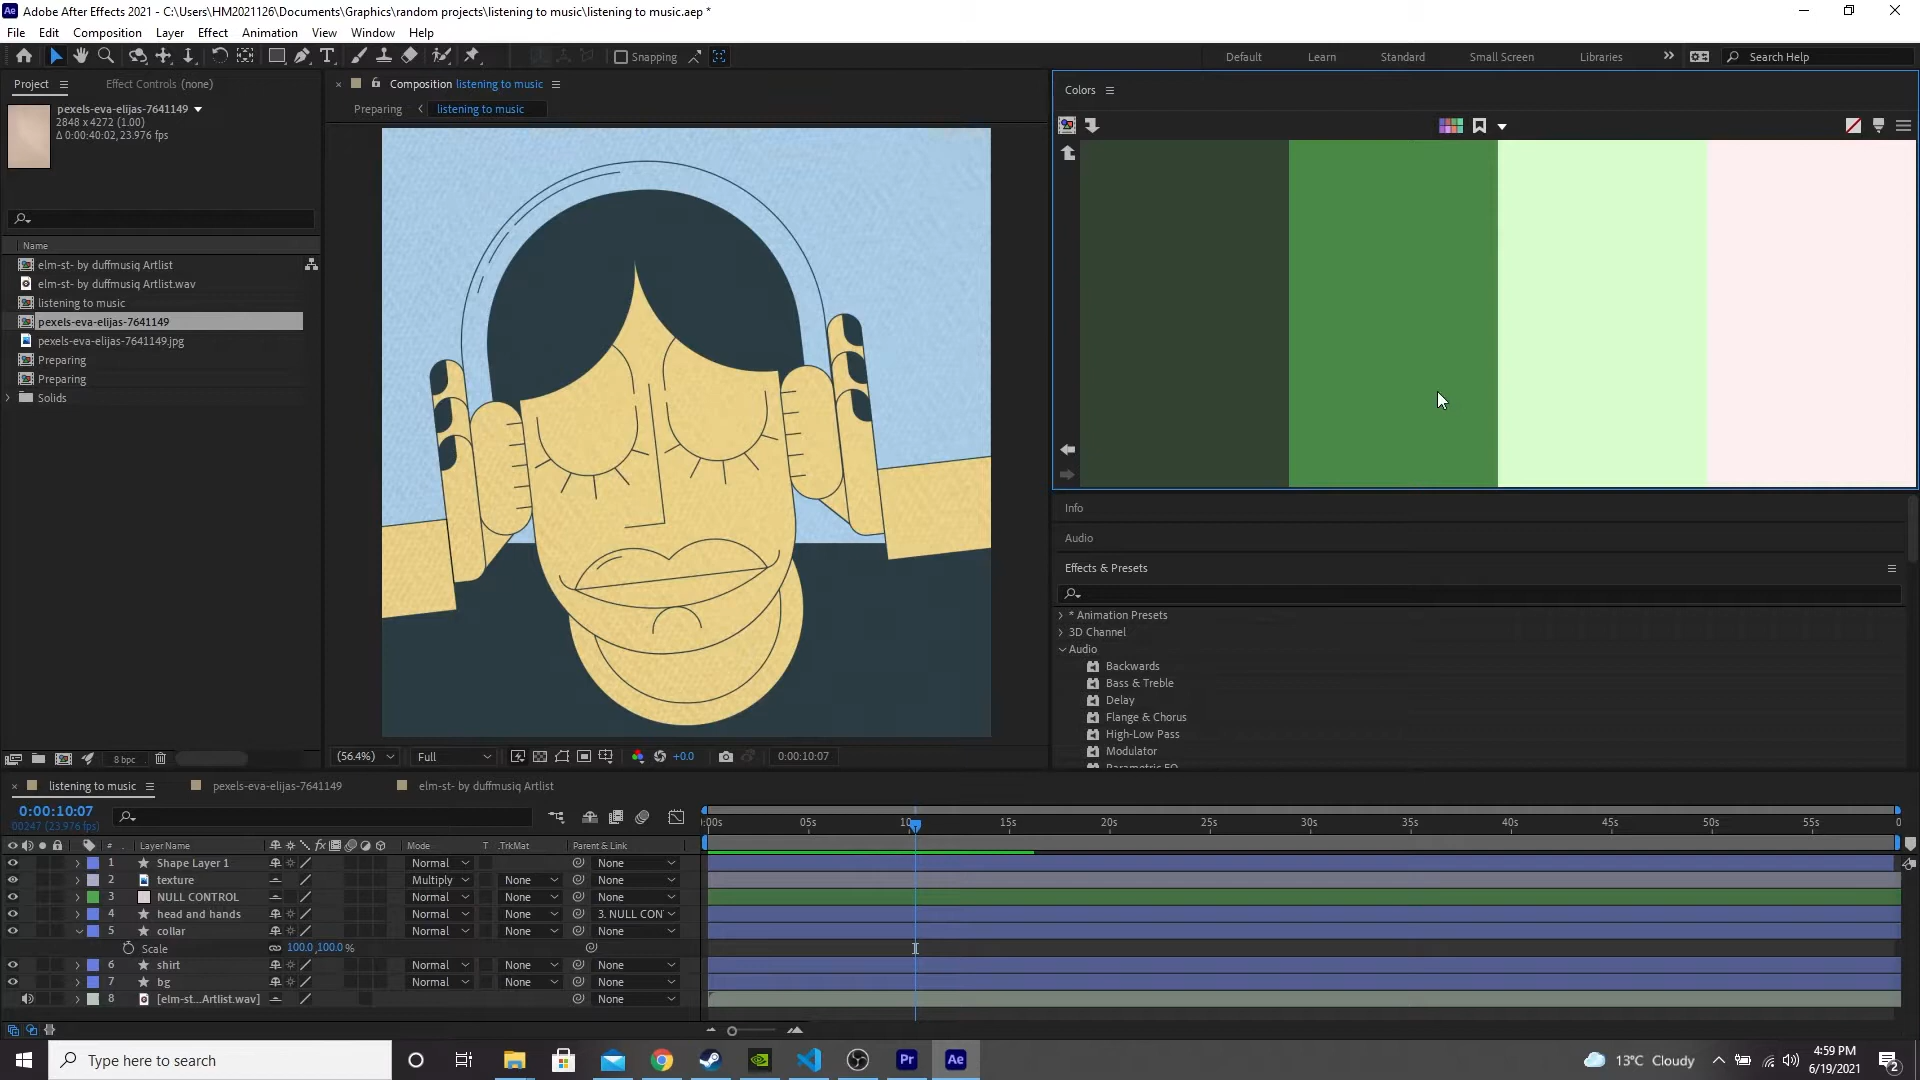 Adobe After Effects 2021 - C:\Users\HM2021126\Documents\Graphics\random projects\listening to music\listening to music.aep *
File Edit Composition Layer Effect Animation View Window Help
Snapping
Default Learn Standard Small Screen Libraries Search Help
Project Effect Controls (none)
pexels-eva-elijas-7641149
2848 x 4272 (1.00)
Δ 0:00:40:02, 23.976 fps
Name
elm-st- by duffmusiq Artlist
elm-st- by duffmusiq Artlist.wav
listening to music
pexels-eva-elijas-7641149
pexels-eva-elijas-7641149.jpg
Preparing
Preparing
Solids
8 bpc
Composition listening to music
Preparing listening to music
(56.4%) Full +0.0 0:00:10:07
Colors
Info
Audio
Effects & Presets
* Animation Presets
3D Channel
Audio
Backwards
Bass & Treble
Delay
Flange & Chorus
High-Low Pass
Modulator
Parametric EQ
listening to music pexels-eva-elijas-7641149 elm-st- by duffmusiq Artlist
0:00:10:07
00247 (23.976 fps)
:00s 05s 10s 15s 20s 25s 30s 35s 40s 45s 50s 55s 0
# Layer Name Mode T .TrkMat Parent & Link
1 Shape Layer 1 Normal None
2 texture Multiply None None
3 NULL CONTROL Normal None None
4 head and hands Normal None 3. NULL CON
5 collar Normal None None
Scale 100.0,100.0 %
6 shirt Normal None None
7 bg Normal None None
8 [elm-st...Artlist.wav] None
Type here to search
Pr Ae
13°C Cloudy
4:59 PM
6/19/2021
2